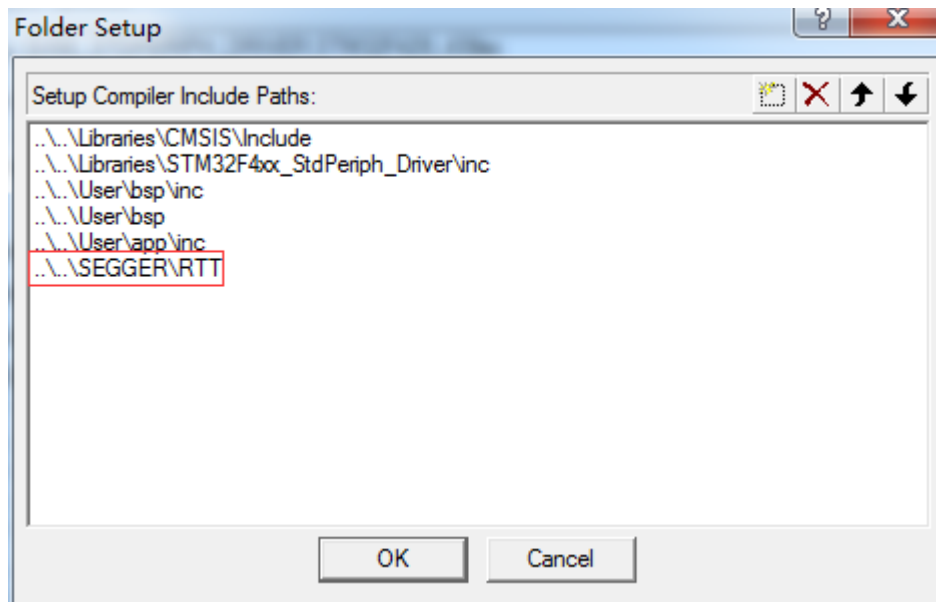 Folder Setup
Setup Compiler Include Paths:
..\..\Libraries\CMSIS\Include
..\..\Libraries\STM32F4xx_StdPeriph_Driver\inc
..\..\User\bsp\inc
..\..\User\bsp
..\..\User\app\inc
..\..\SEGGER\RTT
OK Cancel